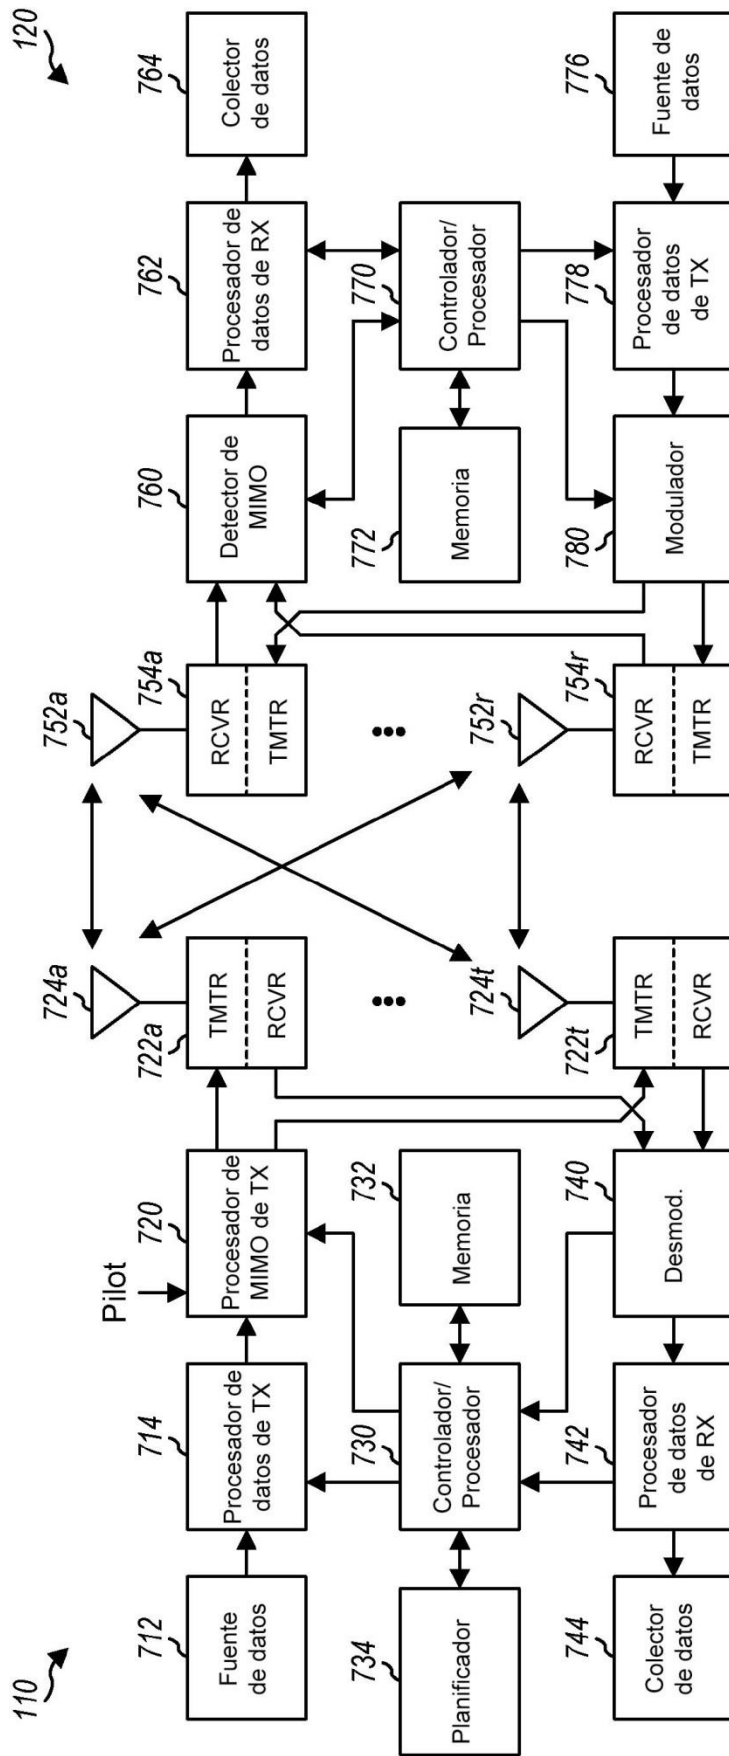 110
120
712
Fuente
de datos
714
Procesador de
datos de TX
Pilot
720
Procesador de
MIMO de TX
724a
722a
TMTR
RCVR
752a
754a
RCVR
TMTR
760
Detector de
MIMO
762
Procesador de
datos de RX
764
Colector
de datos
734
Planificador
730
Controlador/
Procesador
732
Memoria
772
Memoria
770
Controlador/
Procesador
744
Colector
de datos
742
Procesador
de datos
de RX
740
Desmod.
724t
722t
TMTR
RCVR
752r
754r
RCVR
TMTR
780
Modulador
778
Procesador
de datos
de TX
776
Fuente de
datos